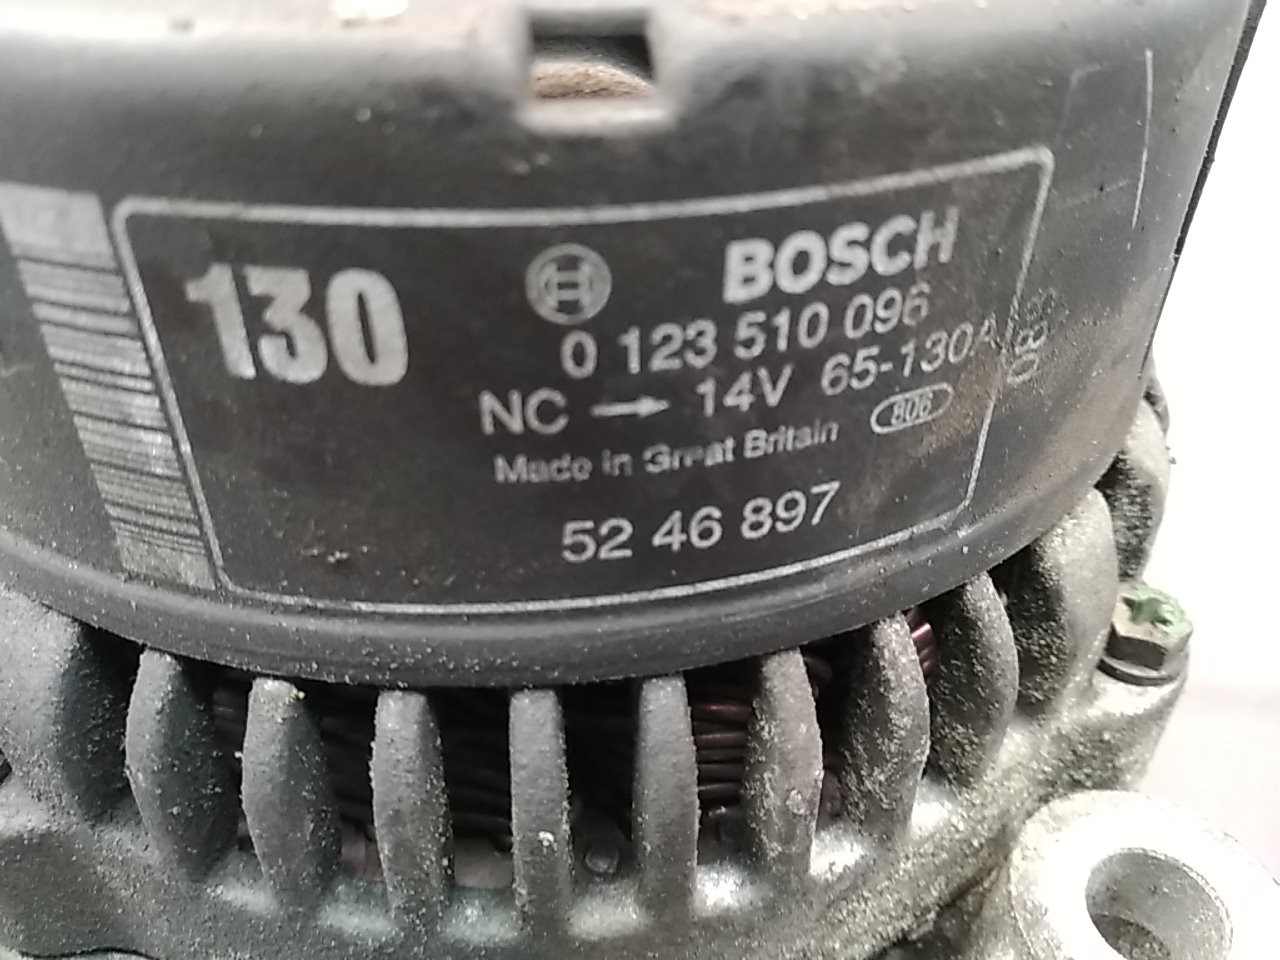 130
BOSCH
0 123 510 096
NC → 14V 65-130A
Made in Great Britain 806
52 46 897